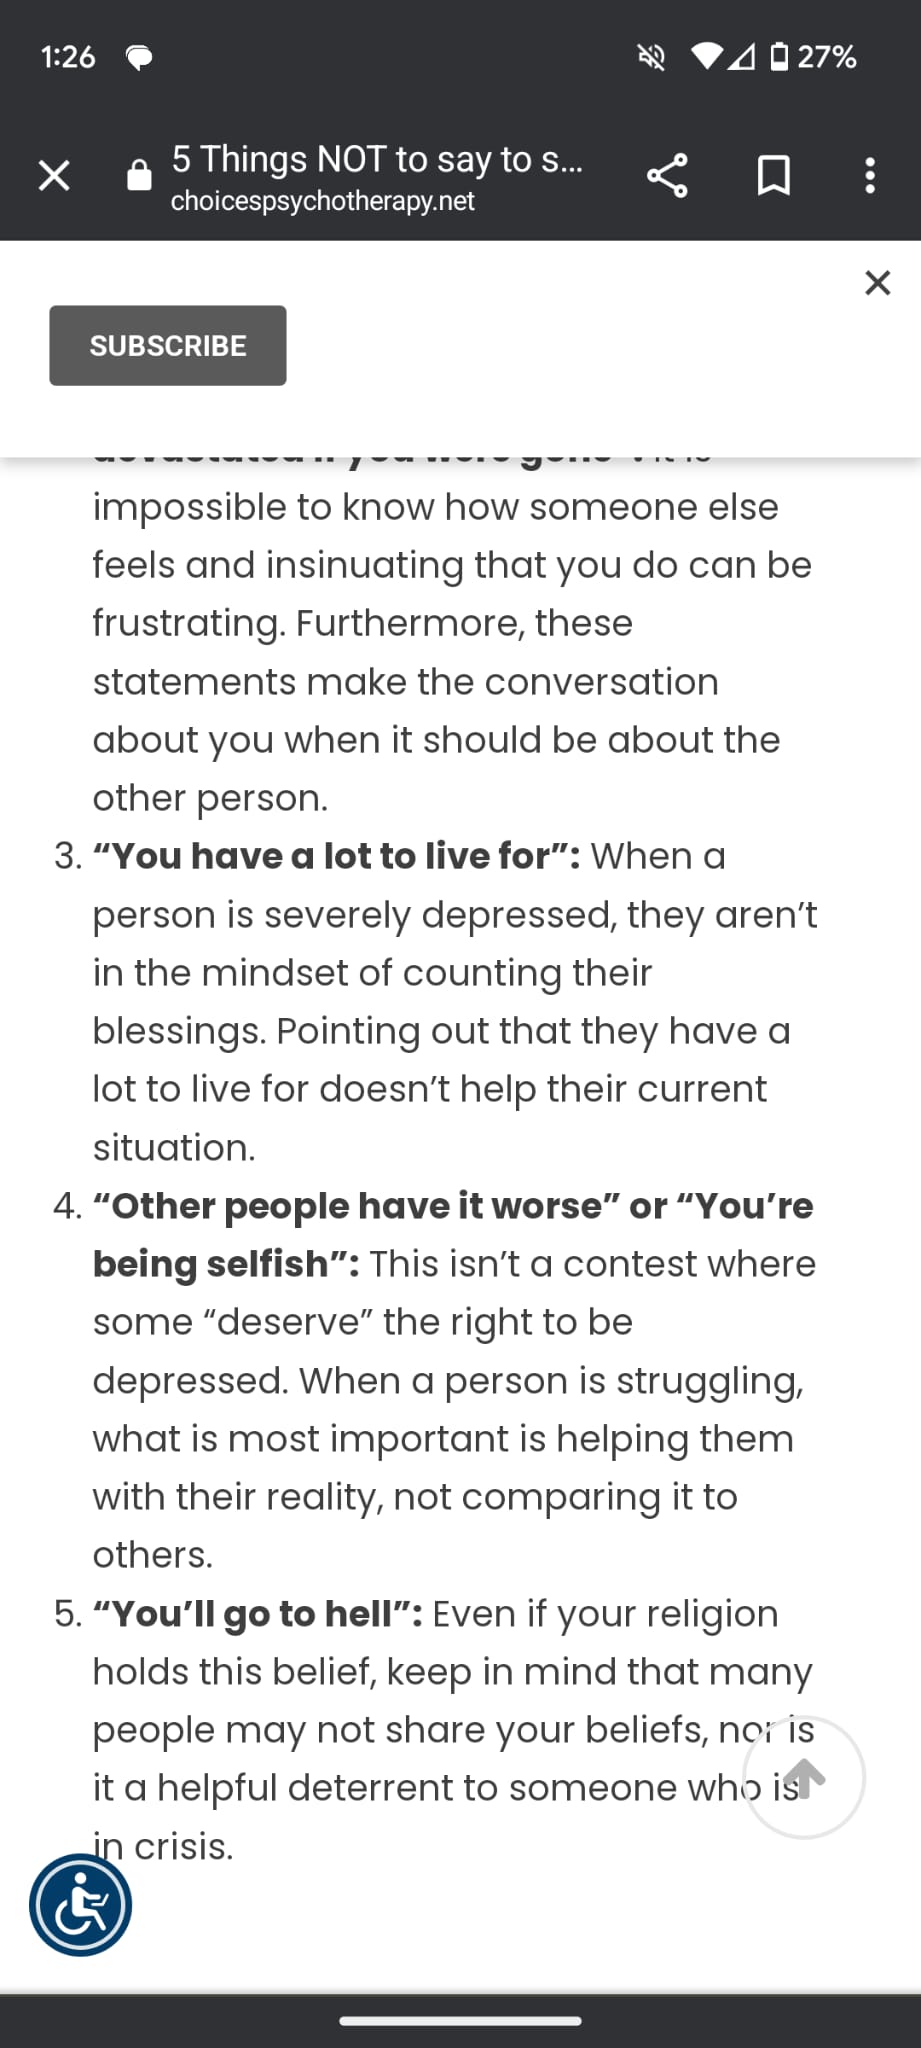 1:26
27%
5 Things NOT to say to s...
choicespsychotherapy.net
SUBSCRIBE
impossible to know how someone else
feels and insinuating that you do can be
frustrating. Furthermore, these
statements make the conversation
about you when it should be about the
other person.
3. “You have a lot to live for”: When a
person is severely depressed, they aren’t
in the mindset of counting their
blessings. Pointing out that they have a
lot to live for doesn’t help their current
situation.
4. “Other people have it worse” or “You’re
being selfish”: This isn’t a contest where
some “deserve” the right to be
depressed. When a person is struggling,
what is most important is helping them
with their reality, not comparing it to
others.
5. “You’ll go to hell”: Even if your religion
holds this belief, keep in mind that many
people may not share your beliefs, nor is
it a helpful deterrent to someone who is
in crisis.